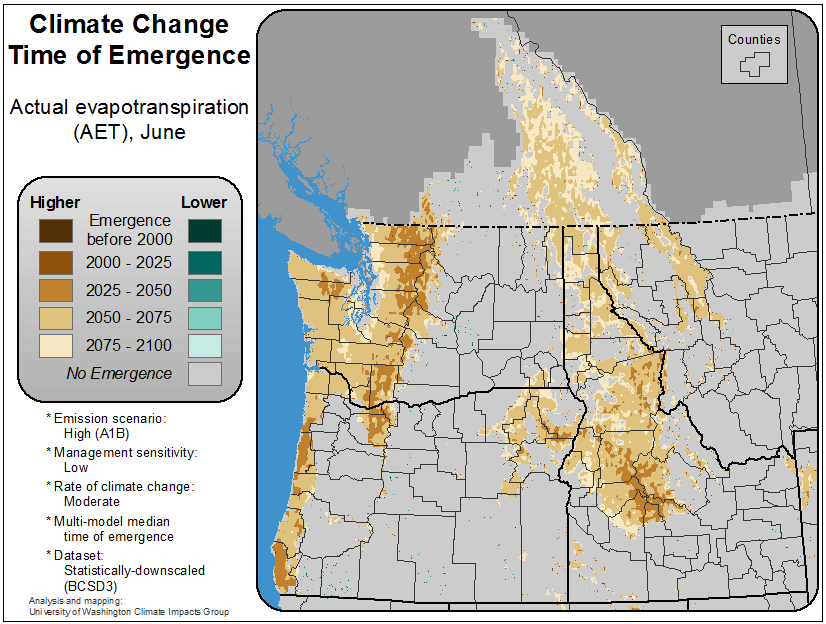 Climate Change
Time of Emergence
Actual evapotranspiration
(AET), June
Higher
Lower
Emergence
before 2000
2000 - 2025
2025 - 2050
2050 - 2075
2075 - 2100
No Emergence
* Emission scenario:
High (A1B)
* Management sensitivity:
Low
* Rate of climate change:
Moderate
* Multi-model median
time of emergence
* Dataset:
Statistically-downscaled
(BCSD3)
Analysis and mapping:
University of Washington Climate Impacts Group
Counties